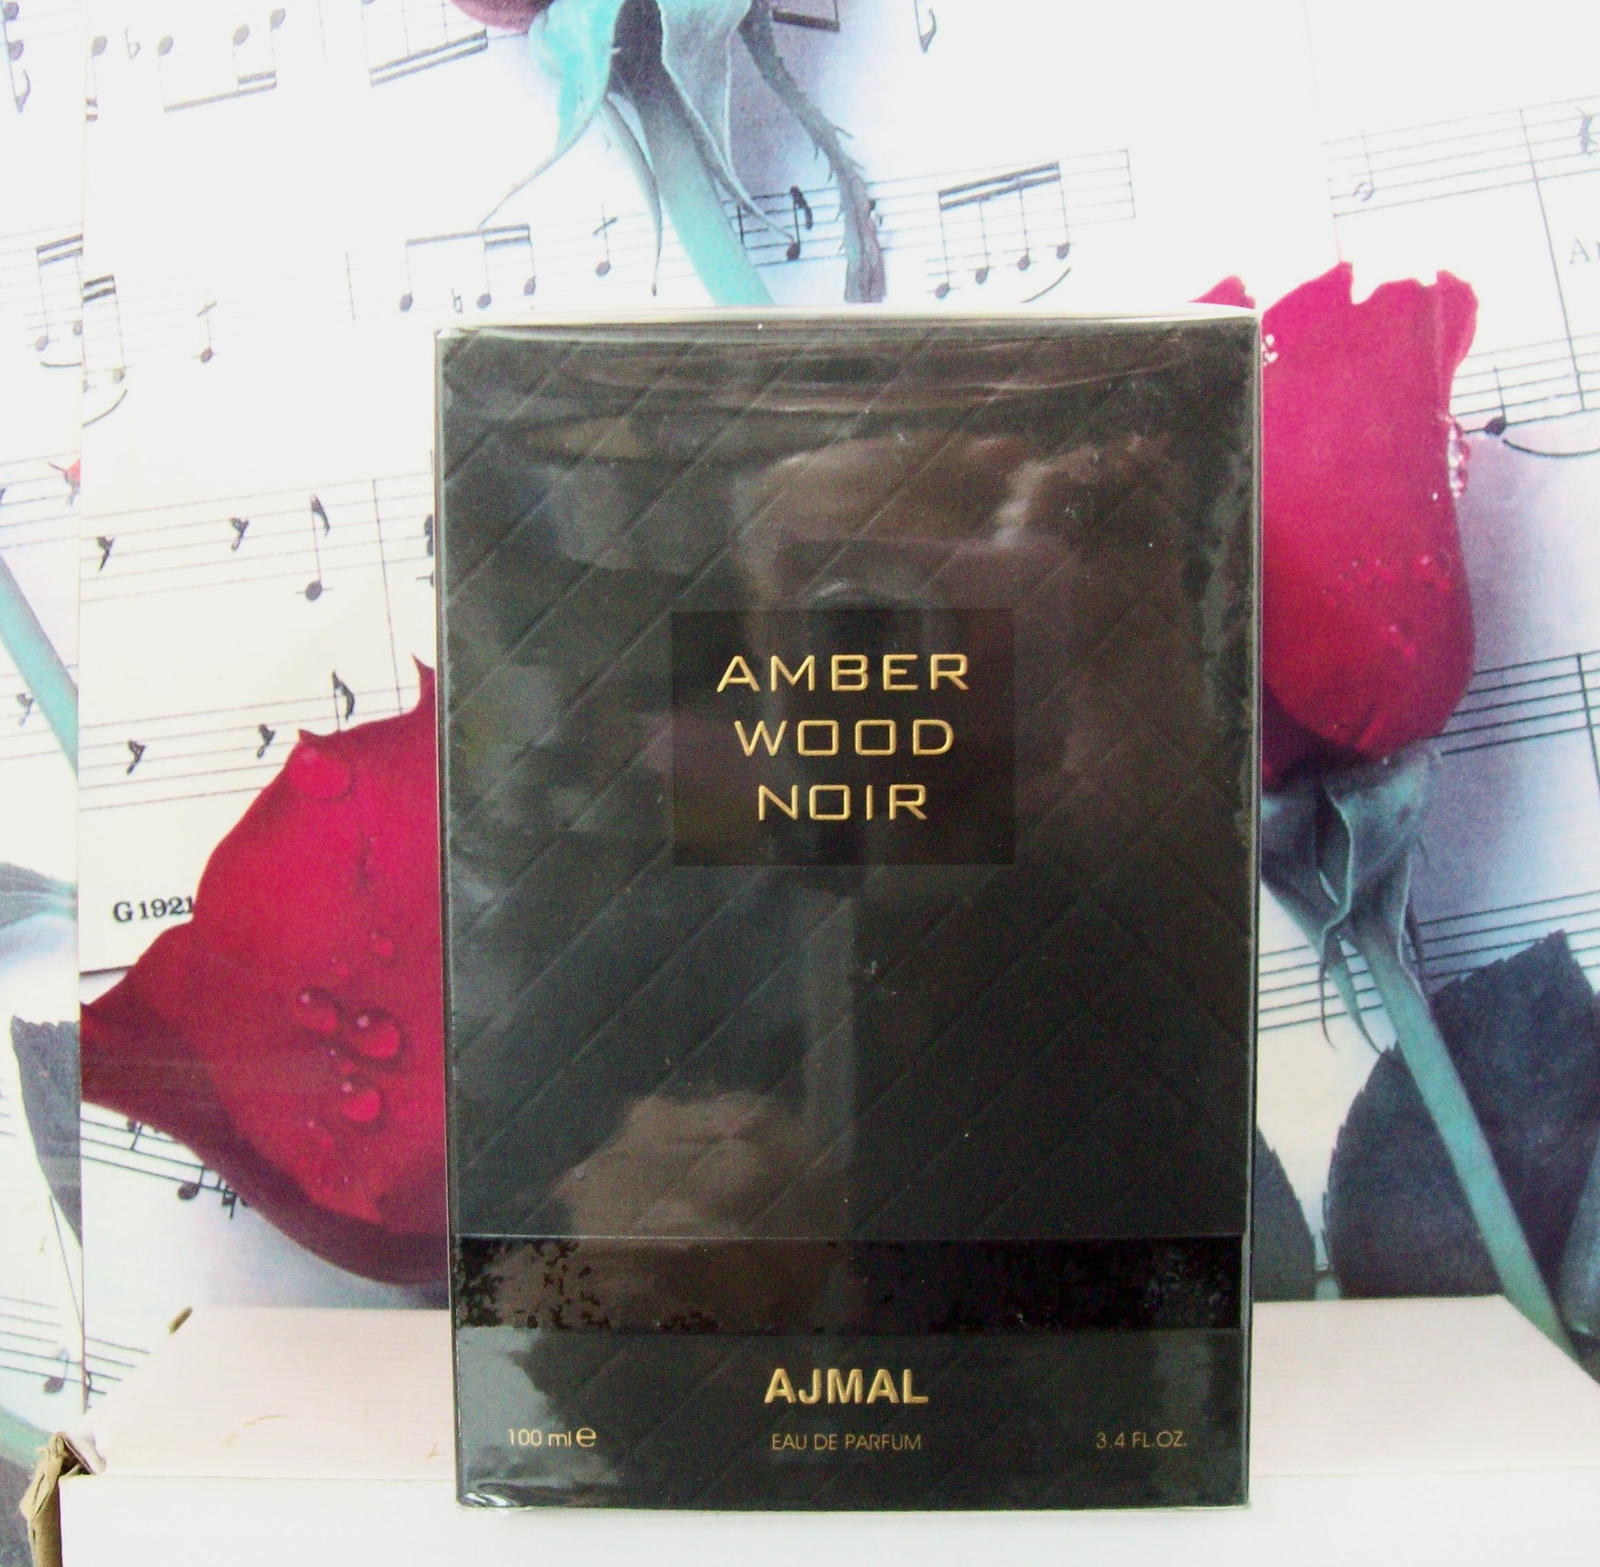 AMBER
WOOD
NOIR
G1921
AJMAL
100 ml e
EAU DE PARFUM
3.4 FL.OZ.